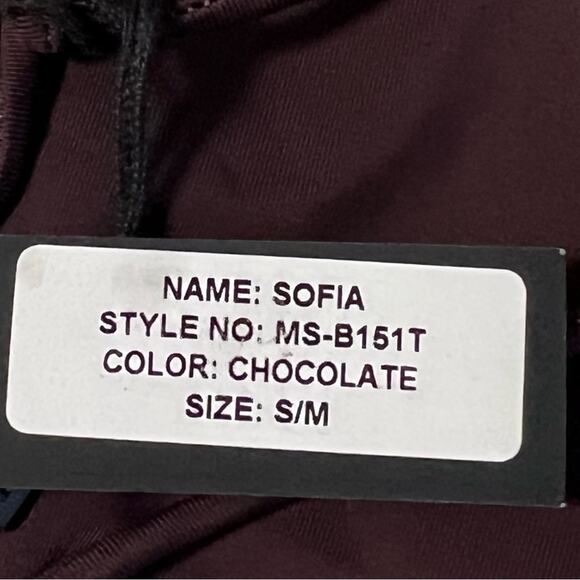 NAME: SOFIA
STYLE NO: MS-B151T
COLOR: CHOCOLATE
SIZE: S/M